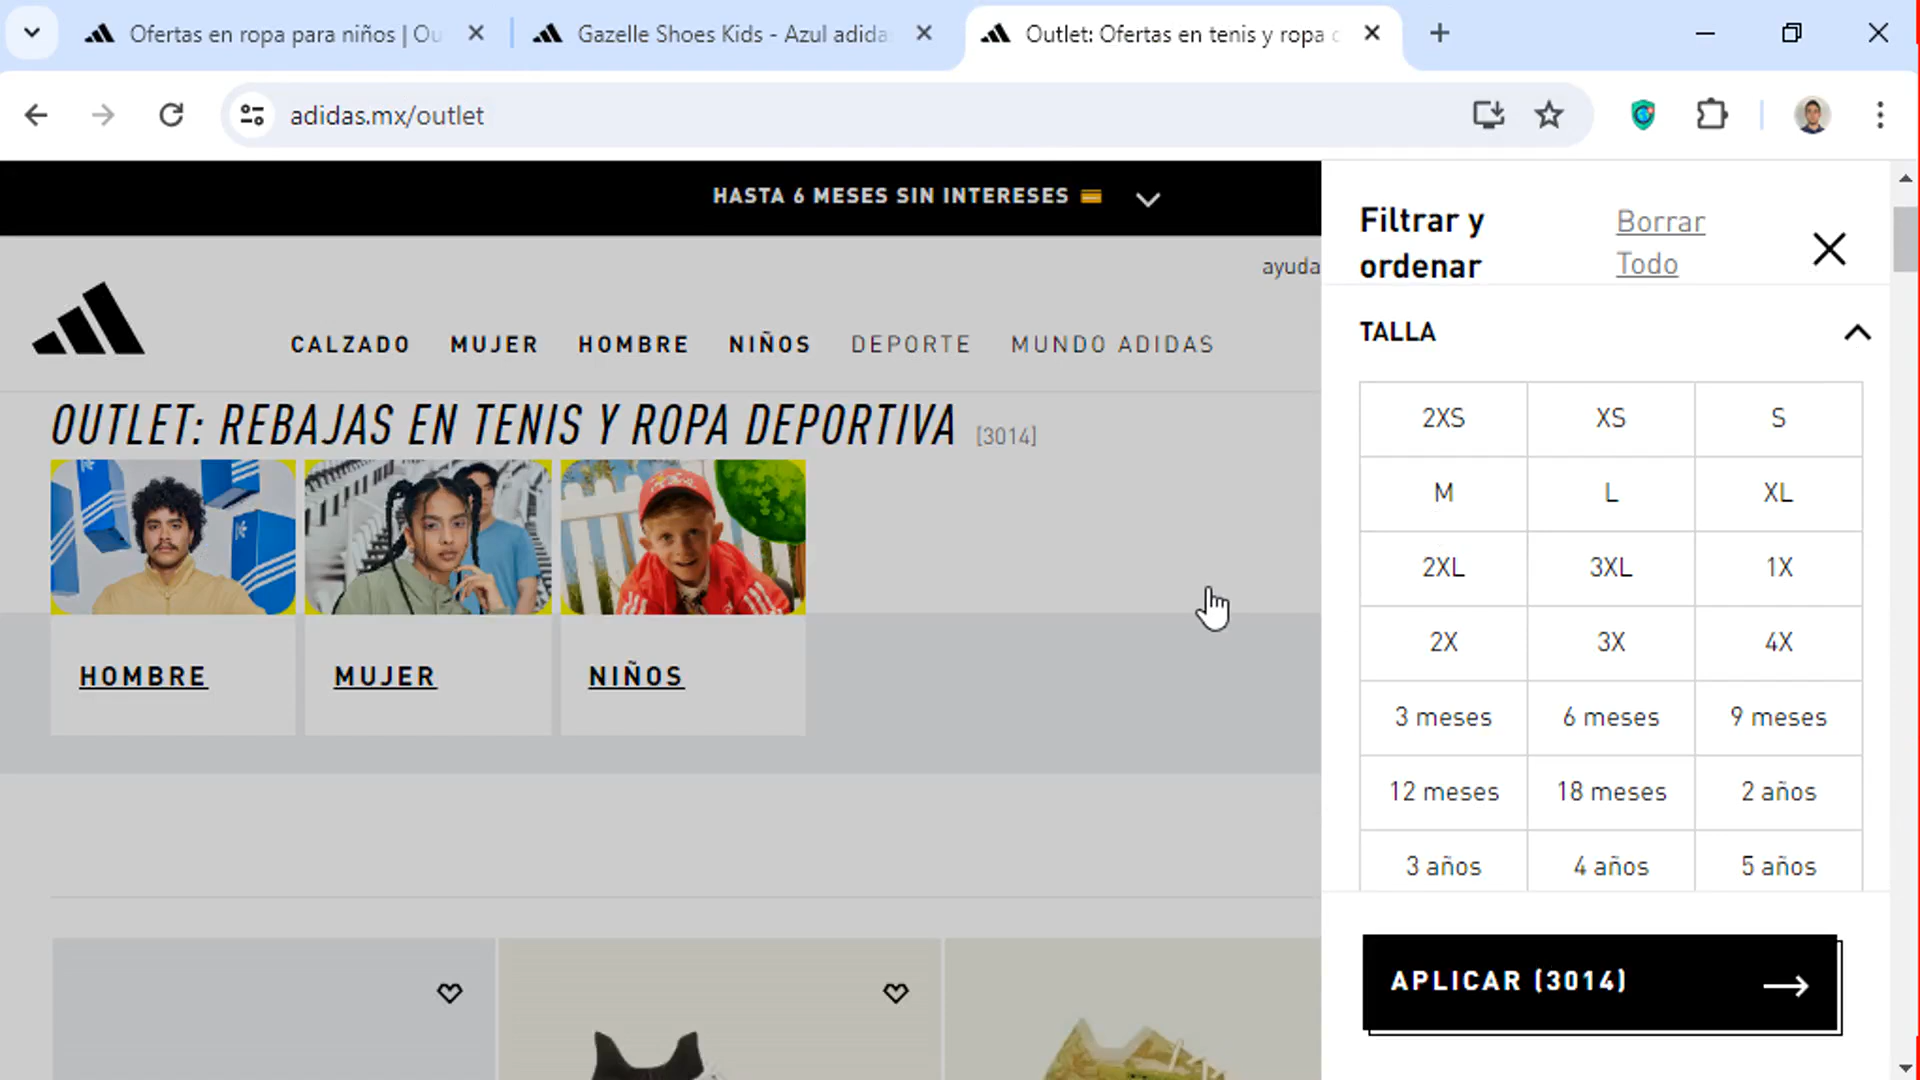 Ofertas en ropa para niños | Ou
Gazelle Shoes Kids - Azul adida
Outlet: Ofertas en tenis y ropa d
adidas.mx/outlet
HASTA 6 MESES SIN INTERESES
ayuda
CALZADO MUJER HOMBRE NIÑOS DEPORTE MUNDO ADIDAS
OUTLET: REBAJAS EN TENIS Y ROPA DEPORTIVA [3014]
HOMBRE
MUJER
NIÑOS
Filtrar y
ordenar
Borrar
Todo
TALLA
2XS XS S
M L XL
2XL 3XL 1X
2X 3X 4X
3 meses 6 meses 9 meses
12 meses 18 meses 2 años
3 años 4 años 5 años
APLICAR (3014)